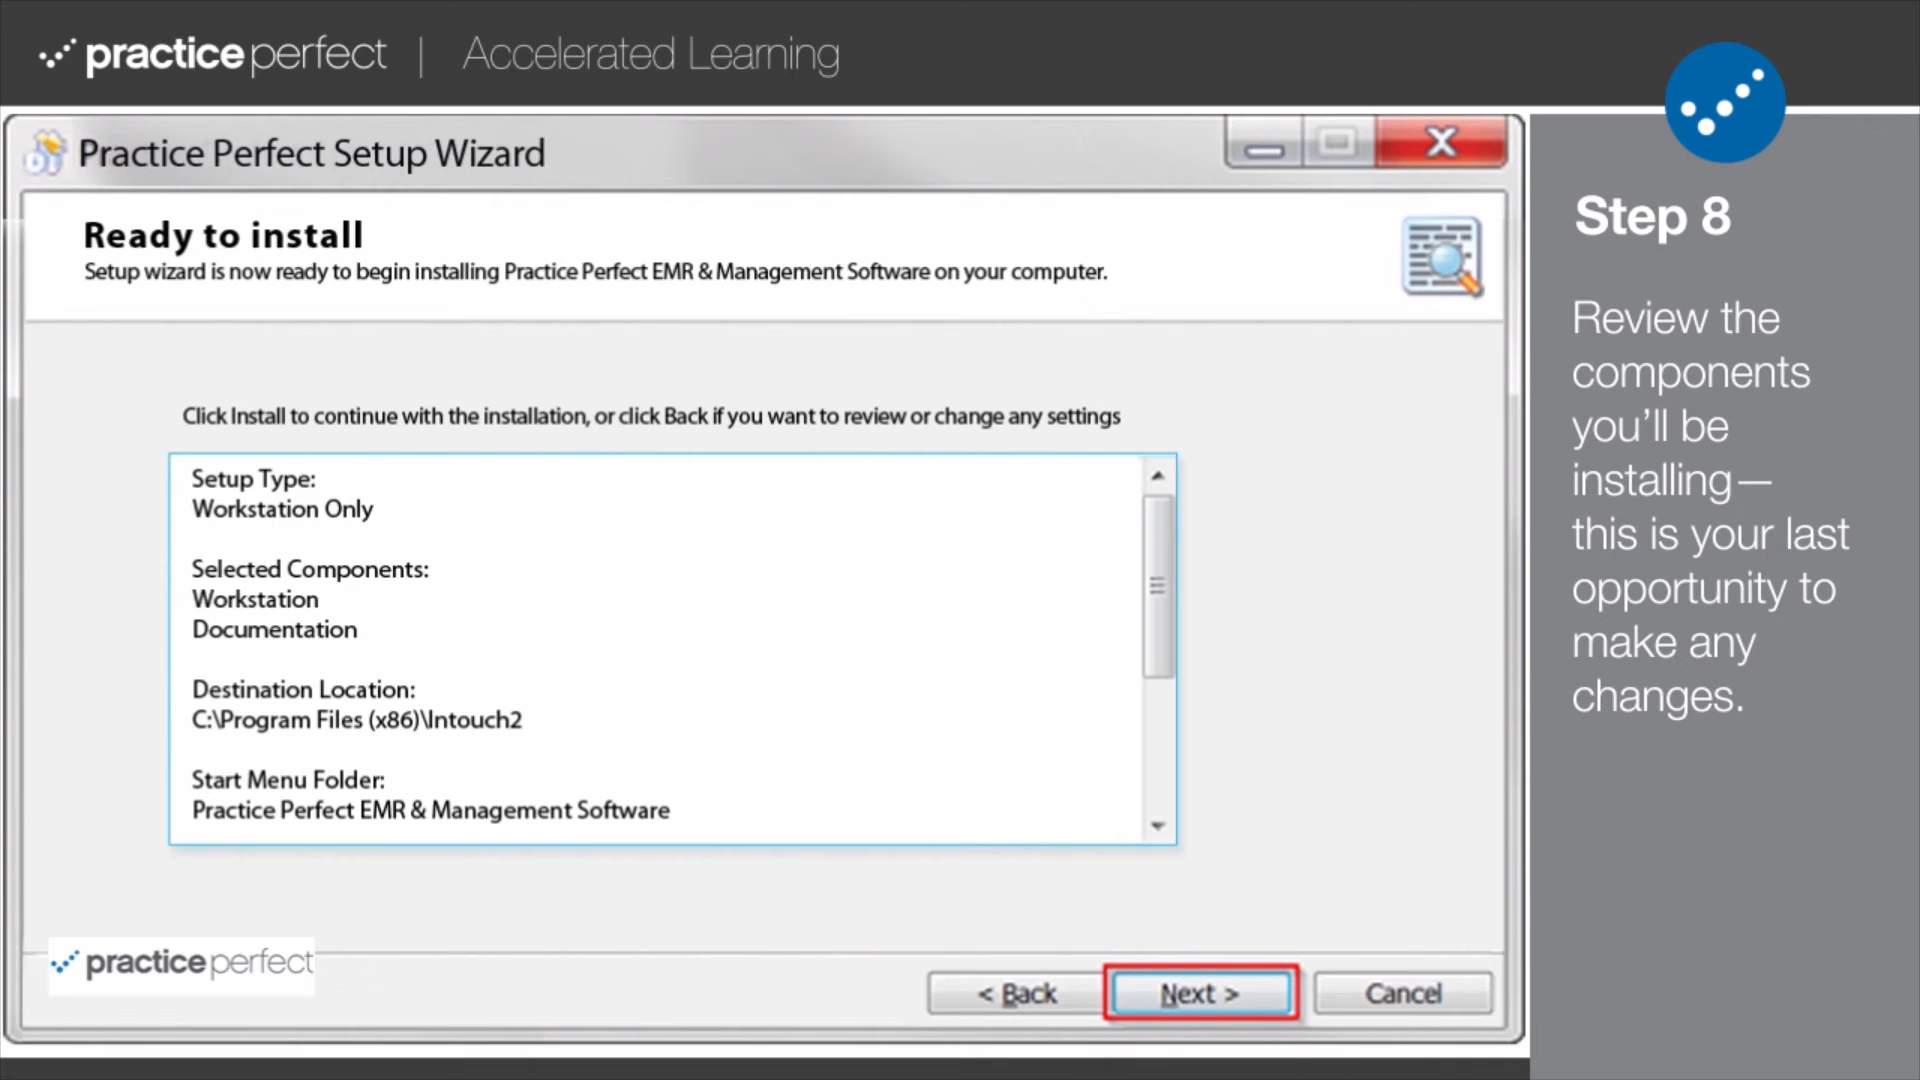 practice perfect | Accelerated Learning
Practice Perfect Setup Wizard
Ready to install
Setup wizard is now ready to begin installing Practice Perfect EMR & Management Software on your computer.
Click Install to continue with the installation, or click Back if you want to review or change any settings
Setup Type:
Workstation Only
Selected Components:
Workstation
Documentation
Destination Location:
C:\Program Files (x86)\Intouch2
Start Menu Folder:
Practice Perfect EMR & Management Software
practice perfect
< Back
Next >
Cancel
Step 8
Review the
components
you'll be
installing—
this is your last
opportunity to
make any
changes.